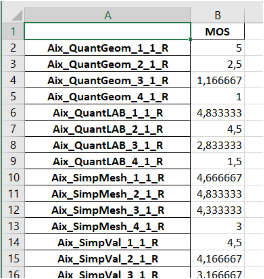 A B
1 MOS
2 Aix_QuantGeom_1_1_R 5
3 Aix_QuantGeom_2_1_R 2,5
4 Aix_QuantGeom_3_1_R 1,166667
5 Aix_QuantGeom_4_1_R 1
6 Aix_QuantLAB_1_1_R 4,833333
7 Aix_QuantLAB_2_1_R 4,5
8 Aix_QuantLAB_3_1_R 2,833333
9 Aix_QuantLAB_4_1_R 1,5
10 Aix_SimpMesh_1_1_R 4,666667
11 Aix_SimpMesh_2_1_R 4,833333
12 Aix_SimpMesh_3_1_R 4,333333
13 Aix_SimpMesh_4_1_R 3
14 Aix_SimpVal_1_1_R 4,5
15 Aix_SimpVal_2_1_R 4,166667
16 Aix_SimpVal_3_1_R 3,166667